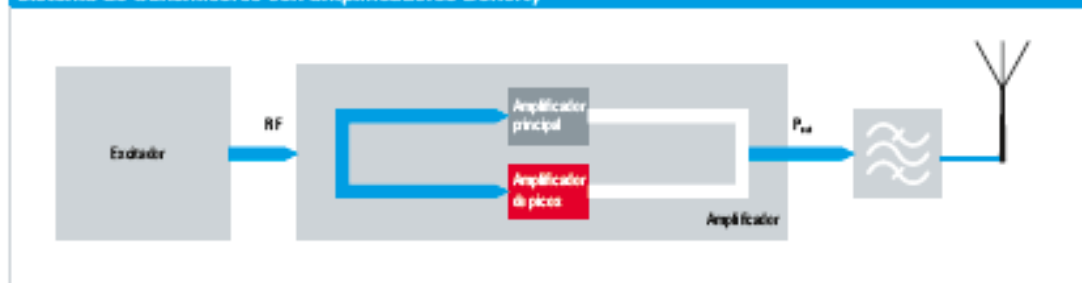 Excitador
RF
Amplificador
principal
Amplificador
de picos
Amplificador